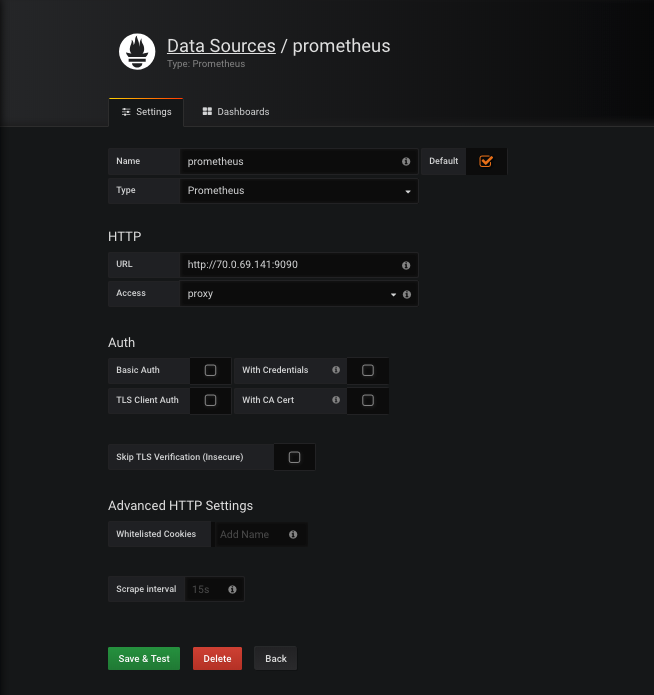 Data Sources / prometheus
Type: Prometheus
Settings Dashboards
Name prometheus Default
Type Prometheus
HTTP
URL http://70.0.69.141:9090
Access proxy
Auth
Basic Auth With Credentials
TLS Client Auth With CA Cert
Skip TLS Verification (Insecure)
Advanced HTTP Settings
Whitelisted Cookies Add Name
Scrape interval 15s
Save & Test Delete Back